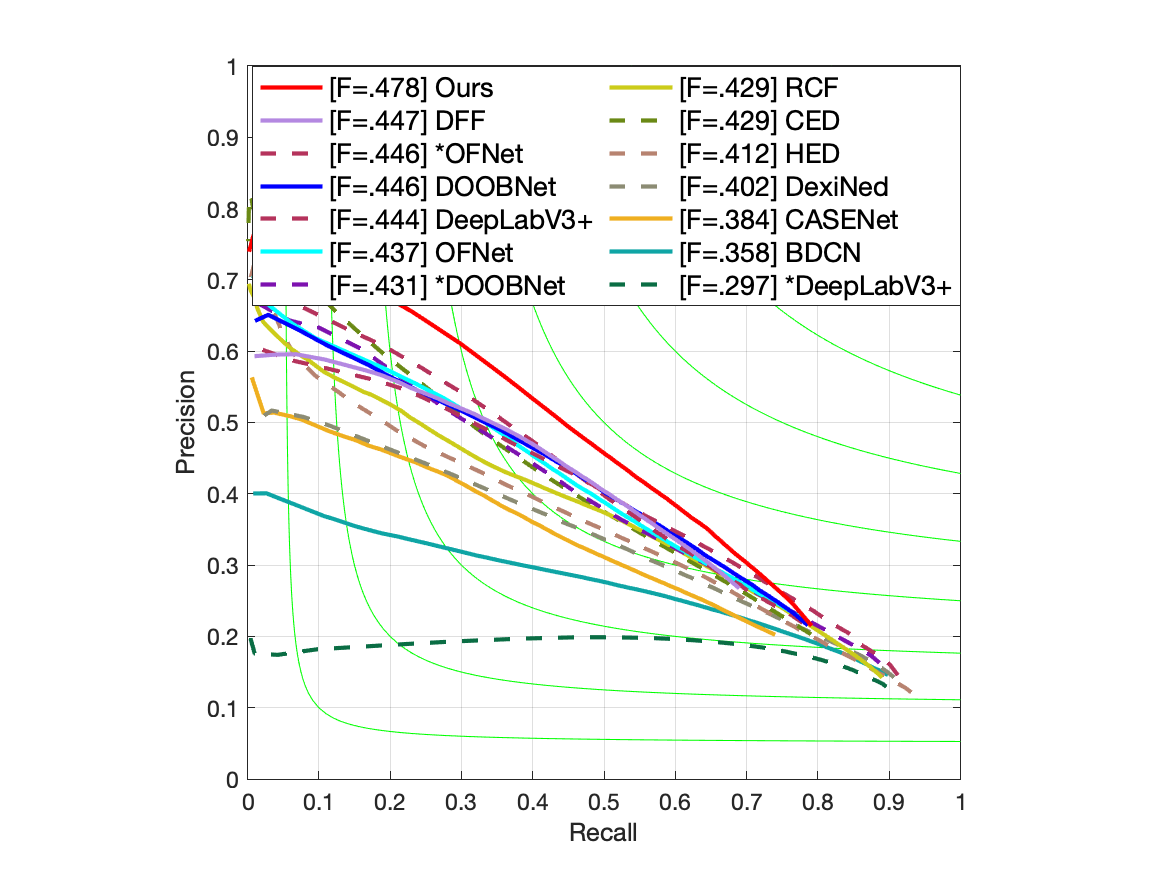 1
0.9
0.8
0.7
0.6
0.5
0.4
0.3
0.2
0.1
0
Precision
[F=.478] Ours
[F=.447] DFF
[F=.446] *OFNet
[F=.446] DOOBNet
[F=.444] DeepLabV3+
[F=.437] OFNet
[F=.431] *DOOBNet
[F=.429] RCF
[F=.429] CED
[F=.412] HED
[F=.402] DexiNed
[F=.384] CASENet
[F=.358] BDCN
[F=.297] *DeepLabV3+
0 0.1 0.2 0.3 0.4 0.5 0.6 0.7 0.8 0.9 1
Recall